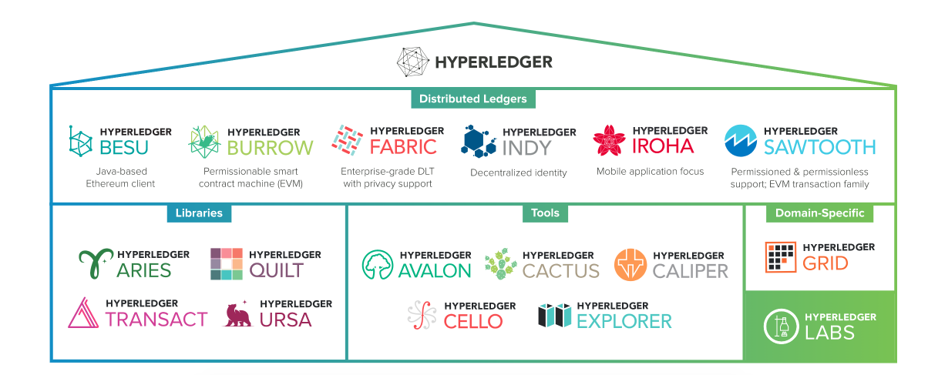 HYPERLEDGER
Distributed Ledgers
HYPERLEDGER
BESU
Java-based
Ethereum client
HYPERLEDGER
BURROW
Permissionable smart
contract machine (EVM)
HYPERLEDGER
FABRIC
Enterprise-grade DLT
with privacy support
HYPERLEDGER
INDY
Decentralized identity
HYPERLEDGER
IROHA
Mobile application focus
HYPERLEDGER
SAWTOOTH
Permissioned & permissionless
support; EVM transaction family
Libraries
HYPERLEDGER
ARIES
HYPERLEDGER
QUILT
HYPERLEDGER
TRANSACT
HYPERLEDGER
URSA
Tools
HYPERLEDGER
AVALON
HYPERLEDGER
CACTUS
HYPERLEDGER
CALIPER
HYPERLEDGER
CELLO
HYPERLEDGER
EXPLORER
Domain-Specific
HYPERLEDGER
GRID
HYPERLEDGER
LABS